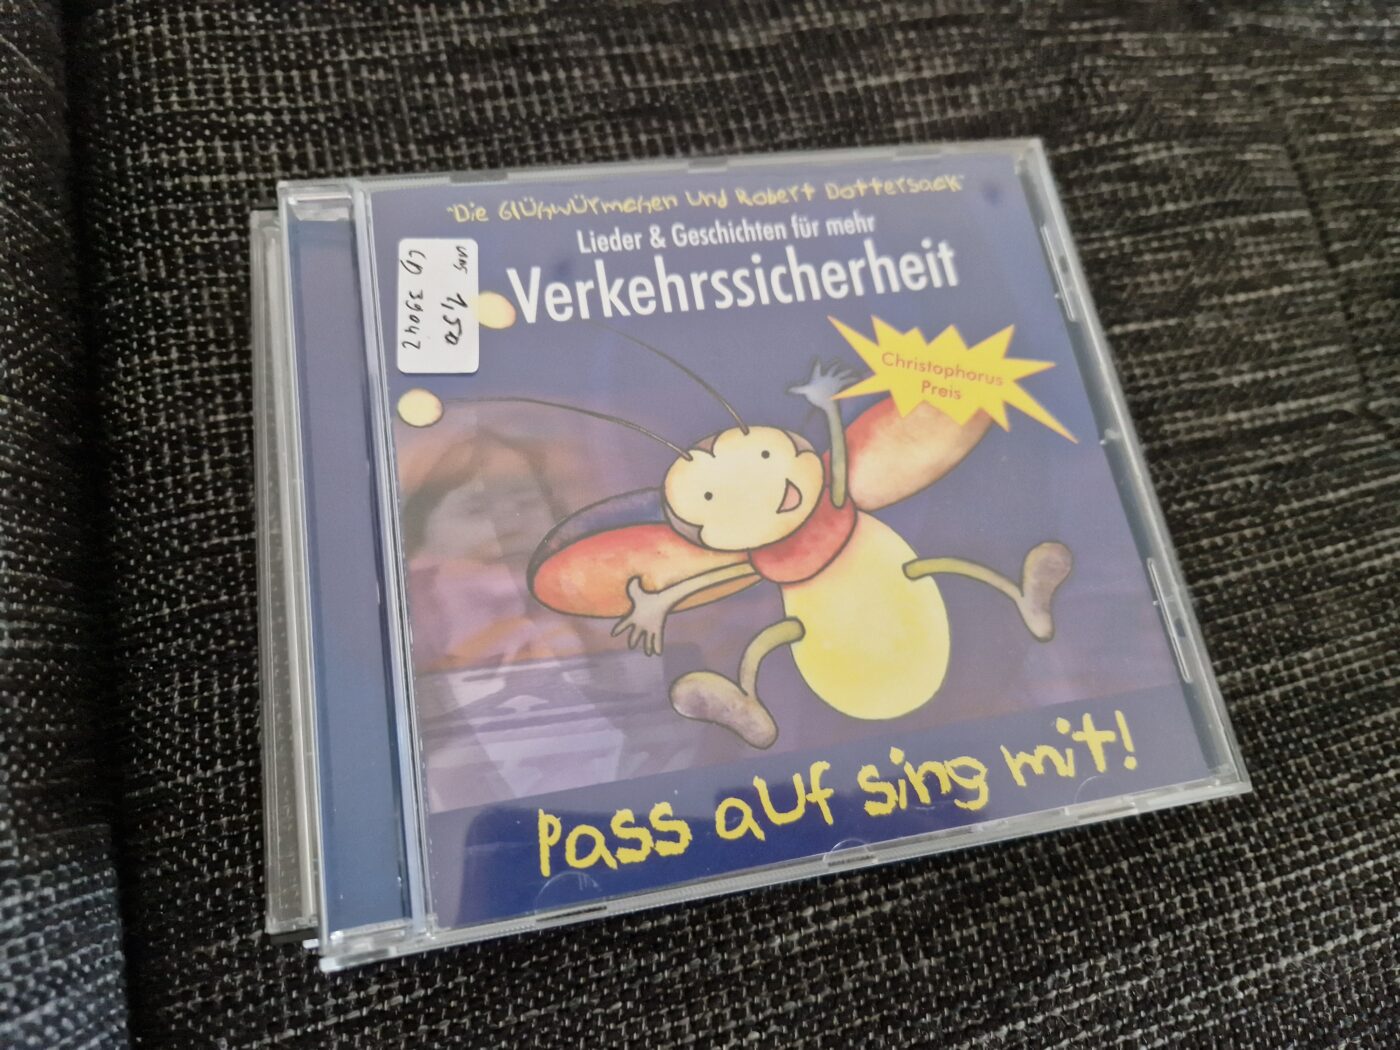 "Die Glühwürmchen und Robert Dottersack"
Lieder & Geschichten für mehr
Verkehrssicherheit
1,50
CD 39042
Christophorus
Preis
Pass auf sing mit!